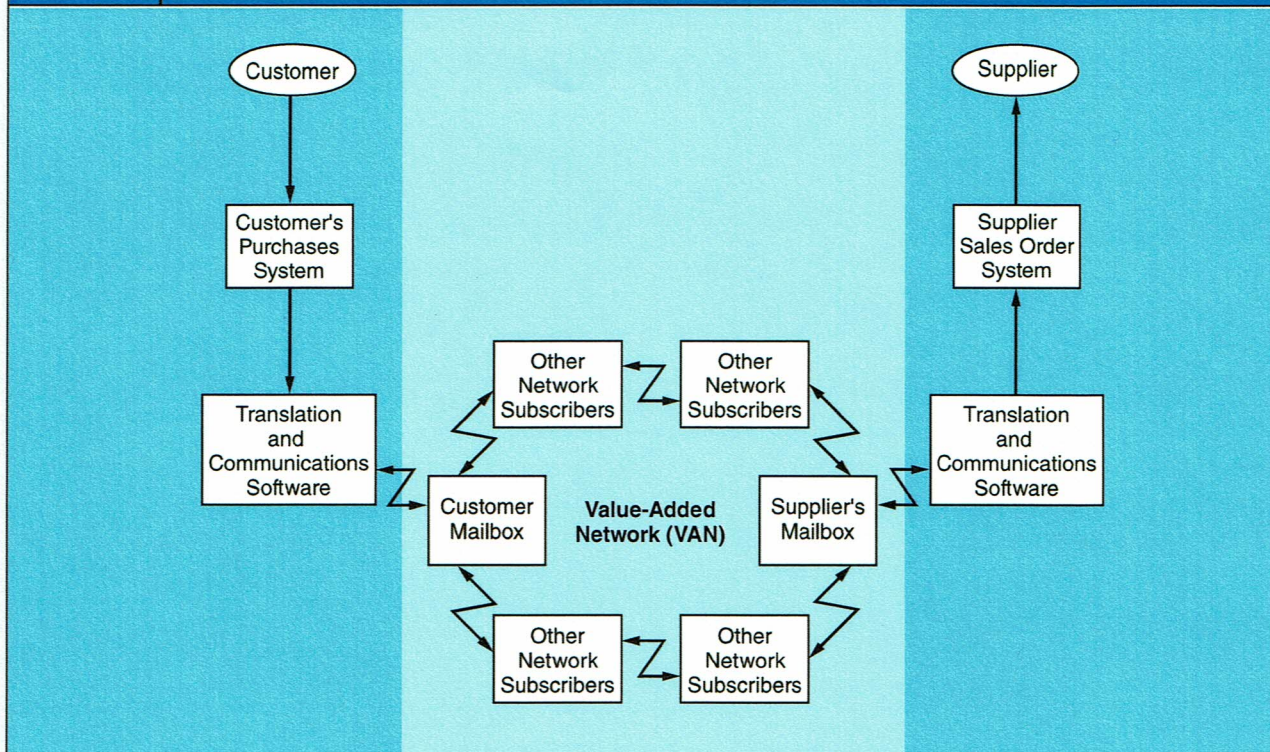 Customer
Supplier
Customer's
Purchases
System
Supplier
Sales Order
System
Other
Network
Subscribers
Other
Network
Subscribers
Translation
and
Communications
Software
Translation
and
Communications
Software
Customer
Mailbox
Value-Added
Network (VAN)
Supplier's
Mailbox
Other
Network
Subscribers
Other
Network
Subscribers